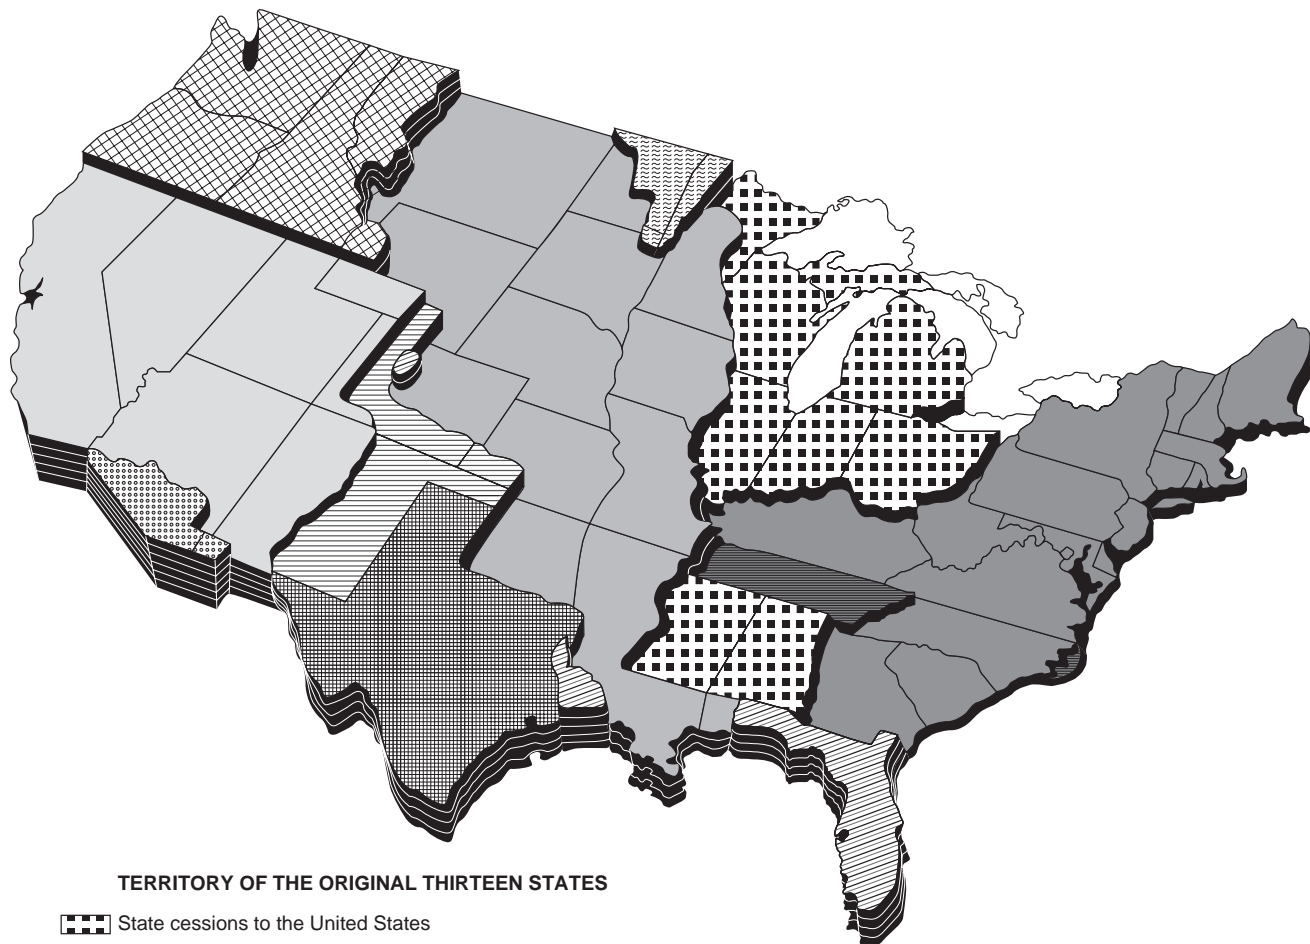 TERRITORY OF THE ORIGINAL THIRTEEN STATES
State cessions to the United States